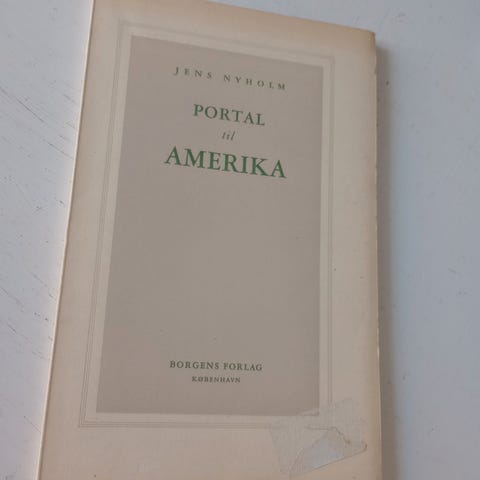 JENS NYHOLM
PORTAL
til
AMERIKA
BORGENS FORLAG
KØBENHAVN